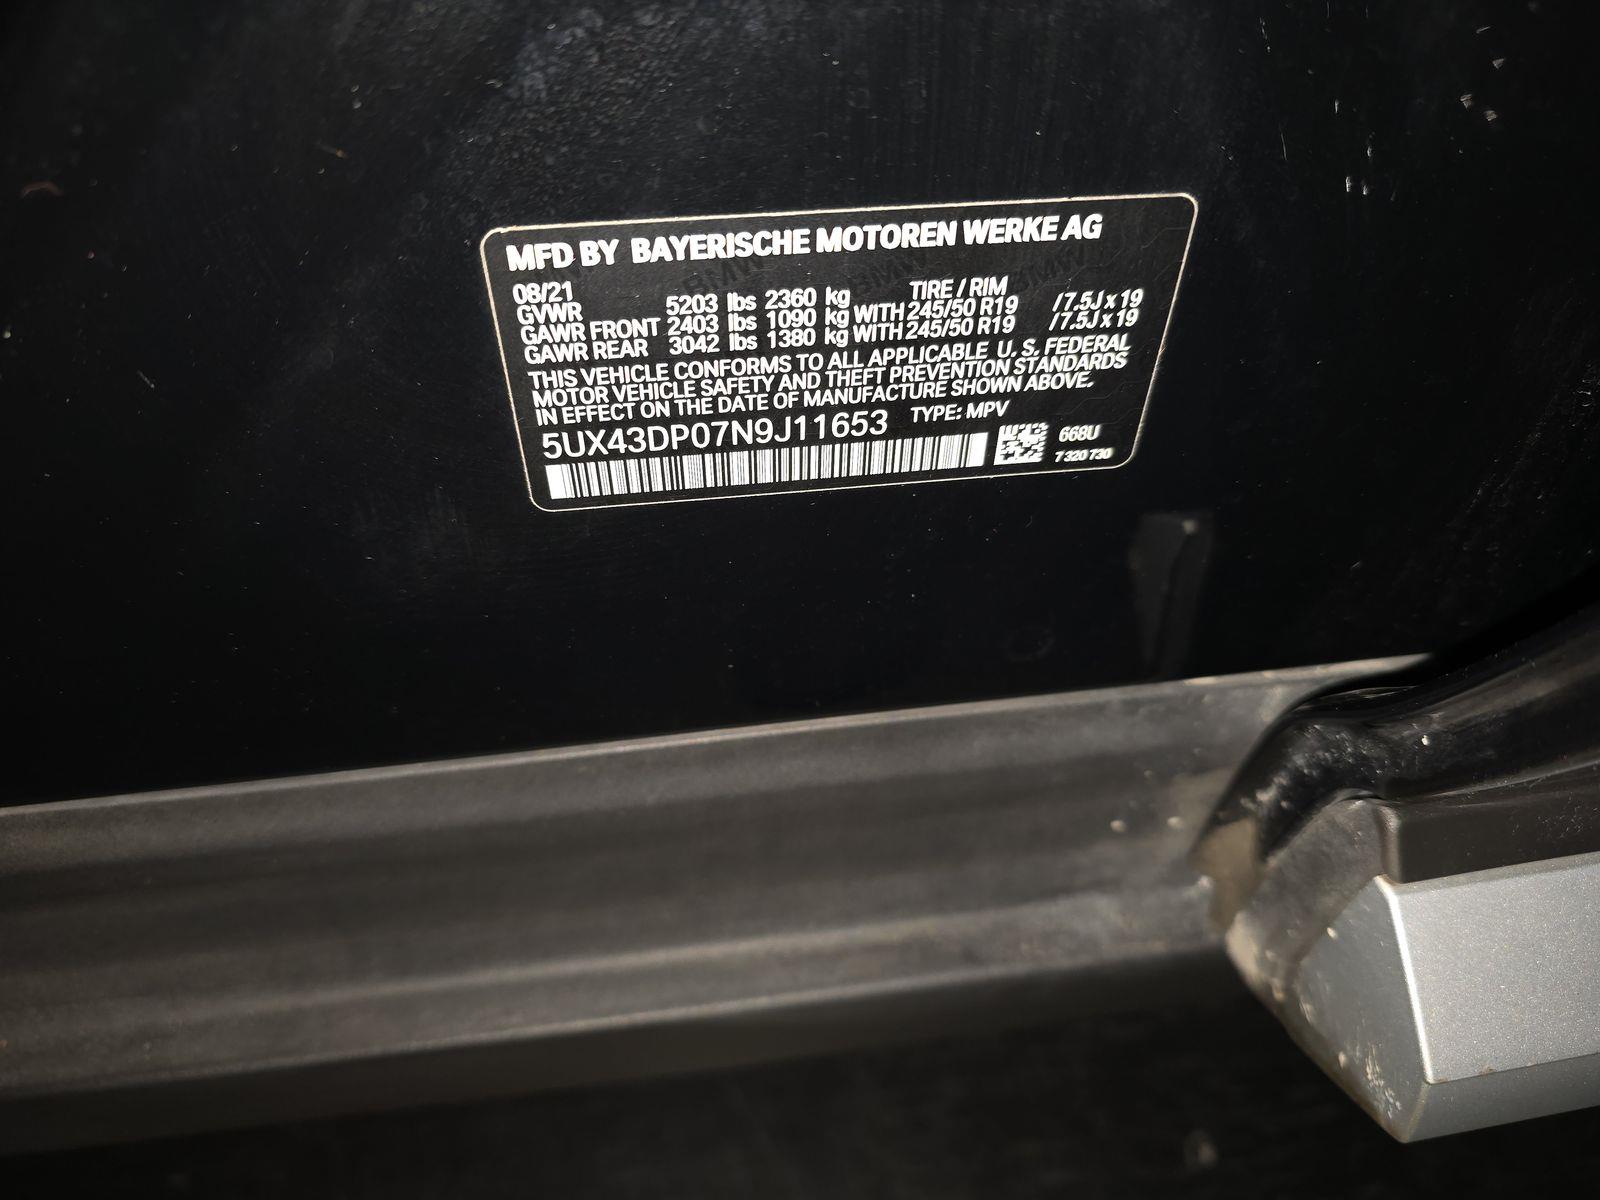 MFD BY BAYERISCHE MOTOREN WERKE AG
08/21 TIRE / RIM
GVWR 5203 lbs 2360 kg
GAWR FRONT 2403 lbs 1090 kg WITH 245/50 R19 /7.5J x 19
GAWR REAR 3042 lbs 1380 kg WITH 245/50 R19 /7.5J x 19
THIS VEHICLE CONFORMS TO ALL APPLICABLE U. S. FEDERAL
MOTOR VEHICLE SAFETY AND THEFT PREVENTION STANDARDS
IN EFFECT ON THE DATE OF MANUFACTURE SHOWN ABOVE.
5UX43DP07N9J11653 TYPE: MPV
668U
7 320 730